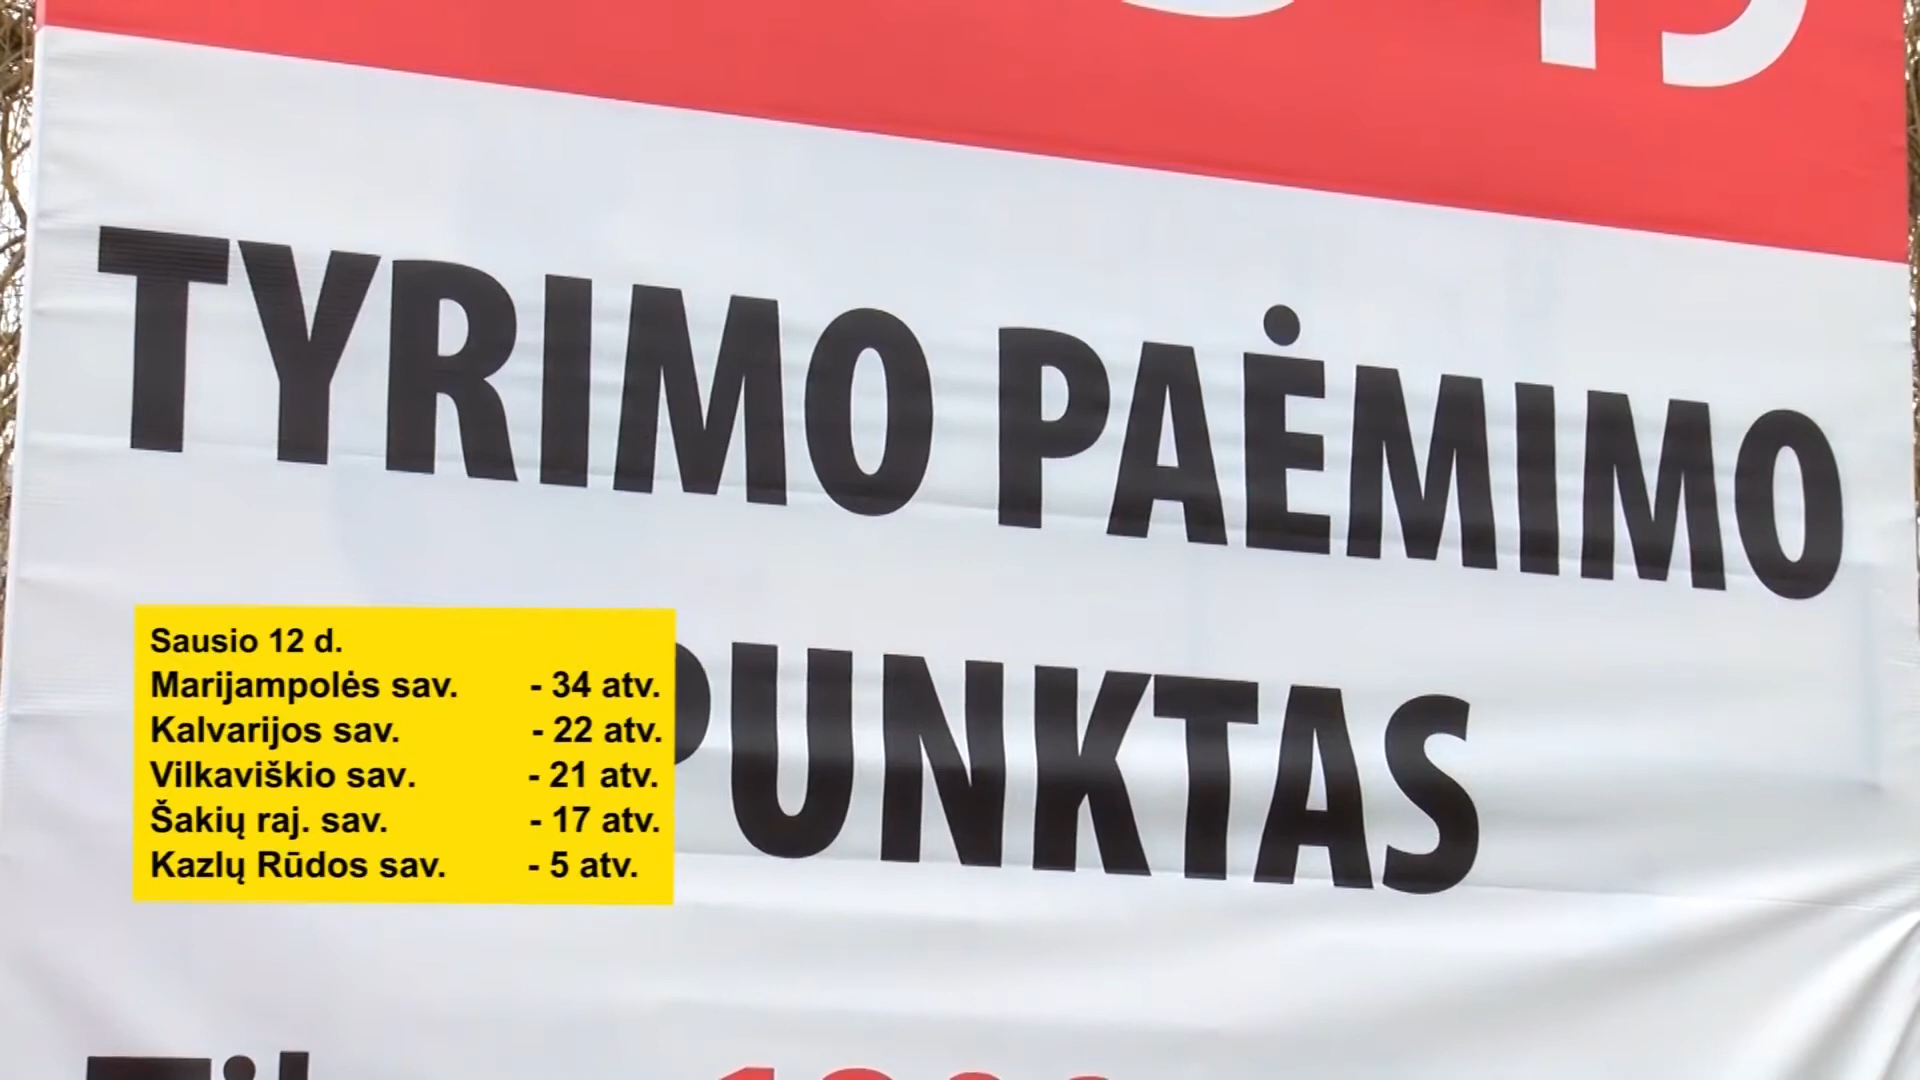 TYRIMO PAĖMIMO
PUNKTAS
Sausio 12 d.
Marijampolės sav. - 34 atv.
Kalvarijos sav. - 22 atv.
Vilkaviškio sav. - 21 atv.
Šakių raj. sav. - 17 atv.
Kazlų Rūdos sav. - 5 atv.